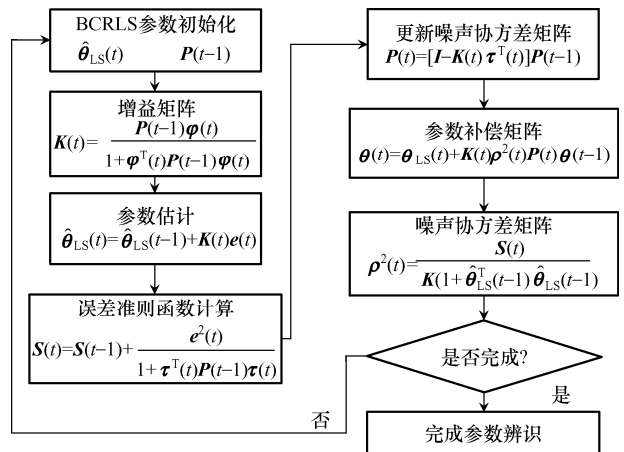 BCRLS参数初始化
θ̂LS(t) P(t−1)
增益矩阵
K(t)= P(t−1)φ(t)
1+φᵀ(t)P(t−1)φ(t)
参数估计
θ̂LS(t)=θ̂LS(t−1)+K(t)e(t)
误差准则函数计算
S(t)=S(t−1)+ e²(t)
1+τᵀ(t)P(t−1)τ(t)
更新噪声协方差矩阵
P(t)=[I−K(t)τᵀ(t)]P(t−1)
参数补偿矩阵
θ(t)=θLS(t)+K(t)ρ²(t)P(t)θ(t−1)
噪声协方差矩阵
ρ²(t)= S(t)
K(1+θ̂ᵀLS(t−1)θ̂LS(t−1)
是否完成?
否
是
完成参数辨识